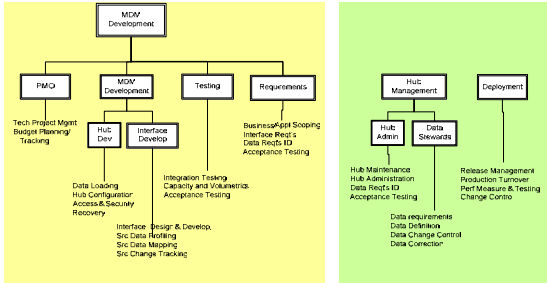 MDM
Development
PMO
MDM
Development
Testing
Requirements
Tech Project Mgmt
Budget Planning/
Tracking
Hub
Dev
Interface
Develop
Business/Appl Scoping
Interface Req's
Data Req's ID
Acceptance Testing
Integration Testing
Capacity and Volumetrics
Acceptance Testing
Data Loading
Hub Configuration
Access & Security
Recovery
Interface Design & Develop,
Src Data Profiling
Src Data Mapping
Src Change Tracking
Hub
Management
Deployment
Hub
Admin
Data
Stewards
Hub Maintenance
Hub Administration
Data Req's ID
Acceptance Testing
Release Management
Production Turnover
Perf Measure & Testing
Change Contro
Data requirements
Data Definition
Data Change Control
Data Correction